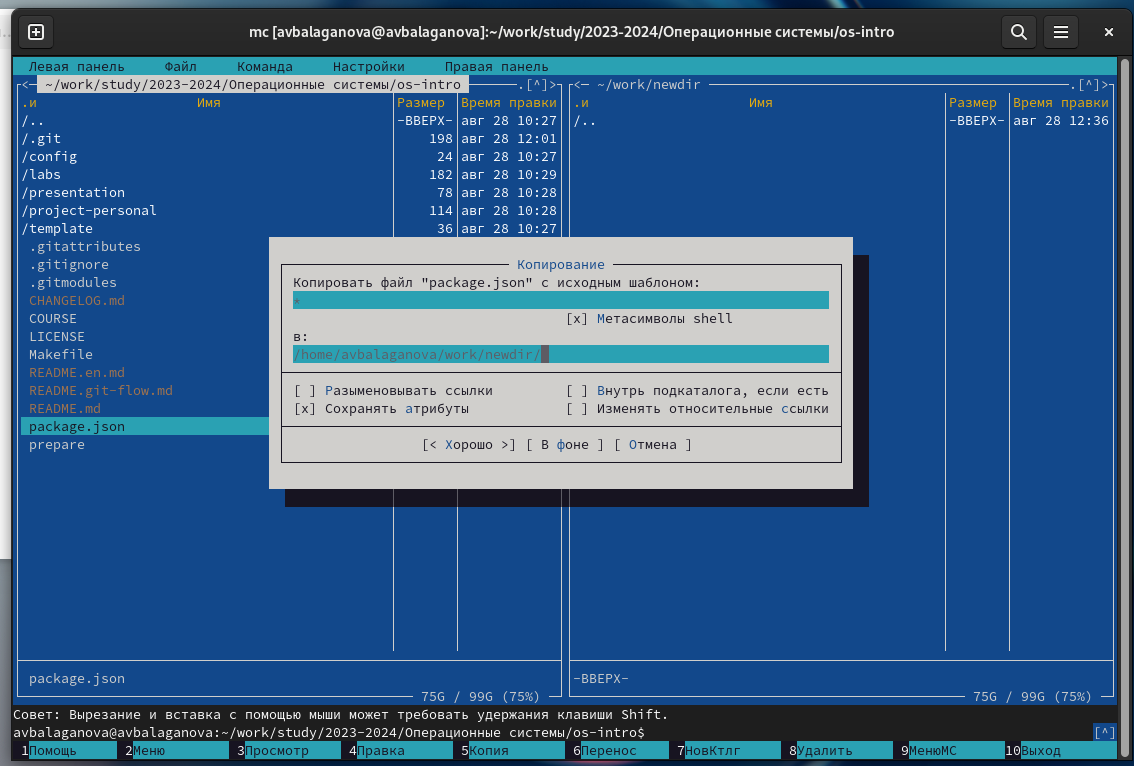 mc [avbalaganova@avbalaganova]:~/work/study/2023-2024/Операционные системы/os-intro
Левая панель Файл Команда Настройки Правая панель
<— ~/work/study/2023-2024/Операционные системы/os-intro .[^]> <— ~/work/newdir .[^]>
.и Имя Размер Время правки .и Имя Размер Время правки
/.. -ВВЕРХ- авг 28 10:27 /.. -ВВЕРХ- авг 28 12:36
/.git 198 авг 28 12:01
/config 24 авг 28 10:27
/labs 182 авг 28 10:29
/presentation 78 авг 28 10:28
/project-personal 114 авг 28 10:28
/template 36 авг 28 10:27
.gitattributes
.gitignore
.gitmodules
CHANGELOG.md
COURSE
LICENSE
Makefile
README.en.md
README.git-flow.md
README.md
package.json
prepare
Копирование
Копировать файл "package.json" с исходным шаблоном:
*
[x] Метасимволы shell
в:
/home/avbalaganova/work/newdir/
[ ] Разыменовывать ссылки [ ] Внутрь подкаталога, если есть
[x] Сохранять атрибуты [ ] Изменять относительные ссылки
[< Хорошо >] [ В фоне ] [ Отмена ]
package.json -ВВЕРХ-
75G / 99G (75%) 75G / 99G (75%)
Совет: Вырезание и вставка с помощью мыши может требовать удержания клавиши Shift.
avbalaganova@avbalaganova:~/work/study/2023-2024/Операционные системы/os-intro$ [^]
1Помощь 2Меню 3Просмотр 4Правка 5Копия 6Перенос 7НовКтлг 8Удалить 9МенюМС 10Выход